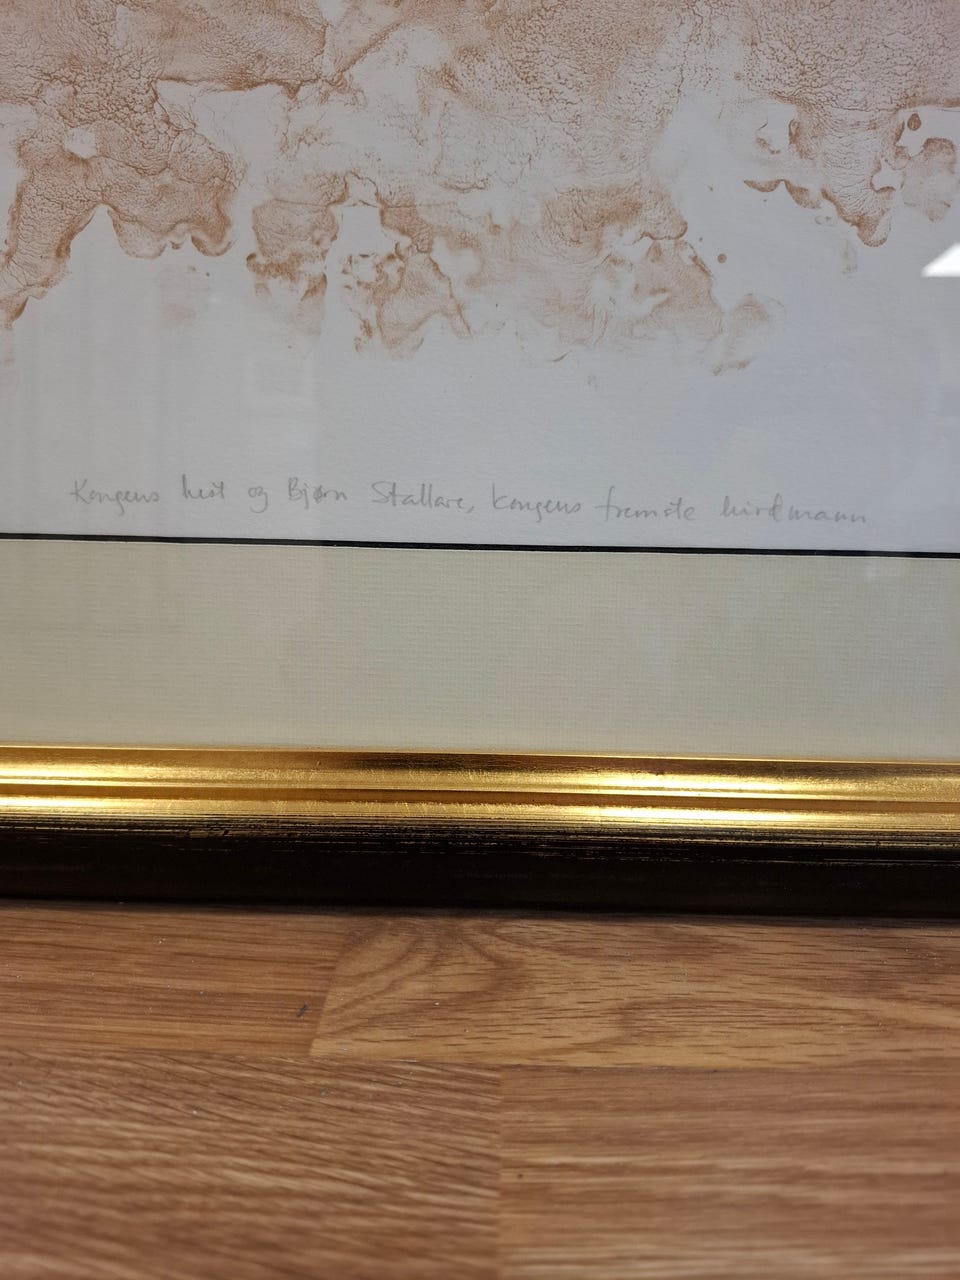 Kongens hest og Bjørn Stallare, kongens fremste hirdmann